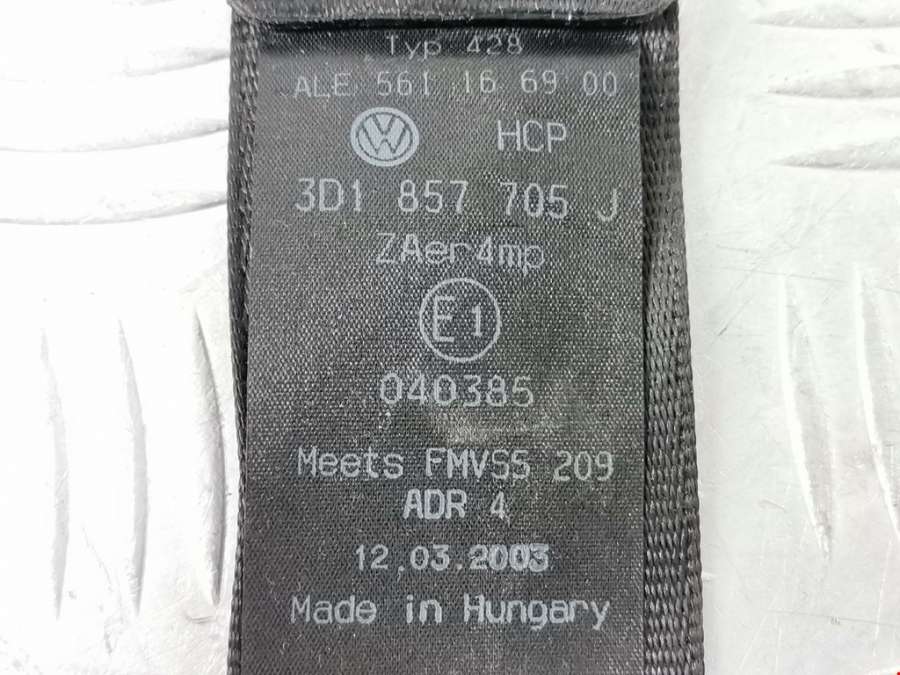 Typ 428
ALE 561 16 69 00
HCP
3D1 857 705 J
ZAer4mp
E1
040385
Meets FMVSS 209
ADR 4
12.03.2003
Made in Hungary